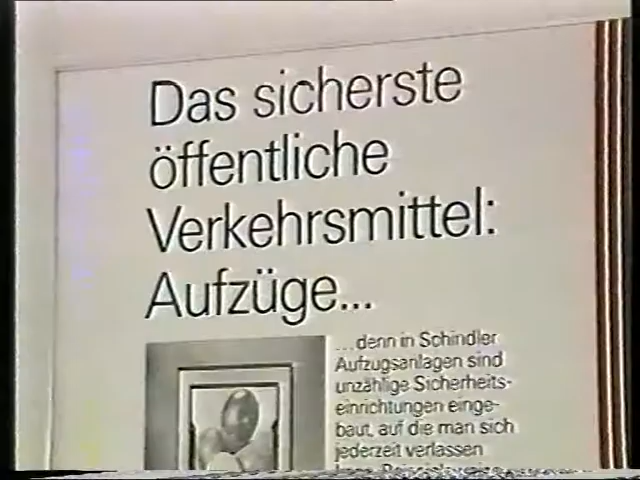 Das sicherste
öffentliche
Verkehrsmittel:
Aufzüge...
...denn in Schindler
Aufzugsanlagen sind
unzählige Sicherheits-
einrichtungen einge-
baut, auf die man sich
jederzeit verlassen